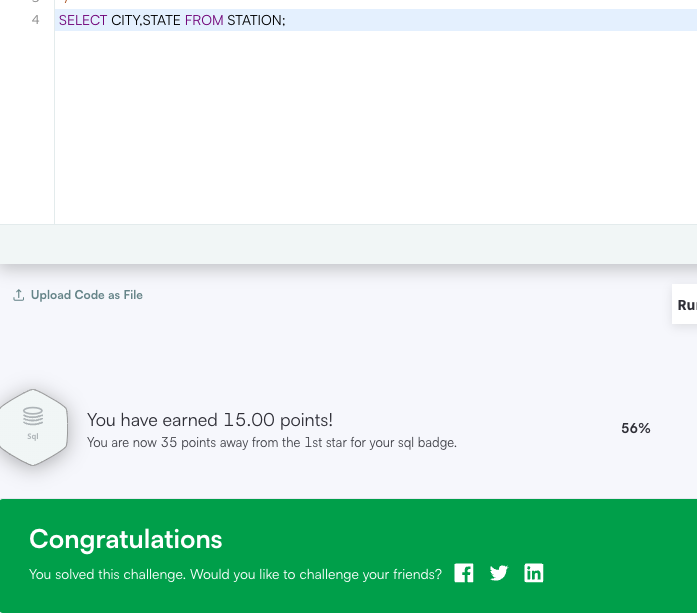 4 SELECT CITY,STATE FROM STATION;
Upload Code as File
Ru
Sql
You have earned 15.00 points!
56%
You are now 35 points away from the 1st star for your sql badge.
Congratulations
You solved this challenge. Would you like to challenge your friends?